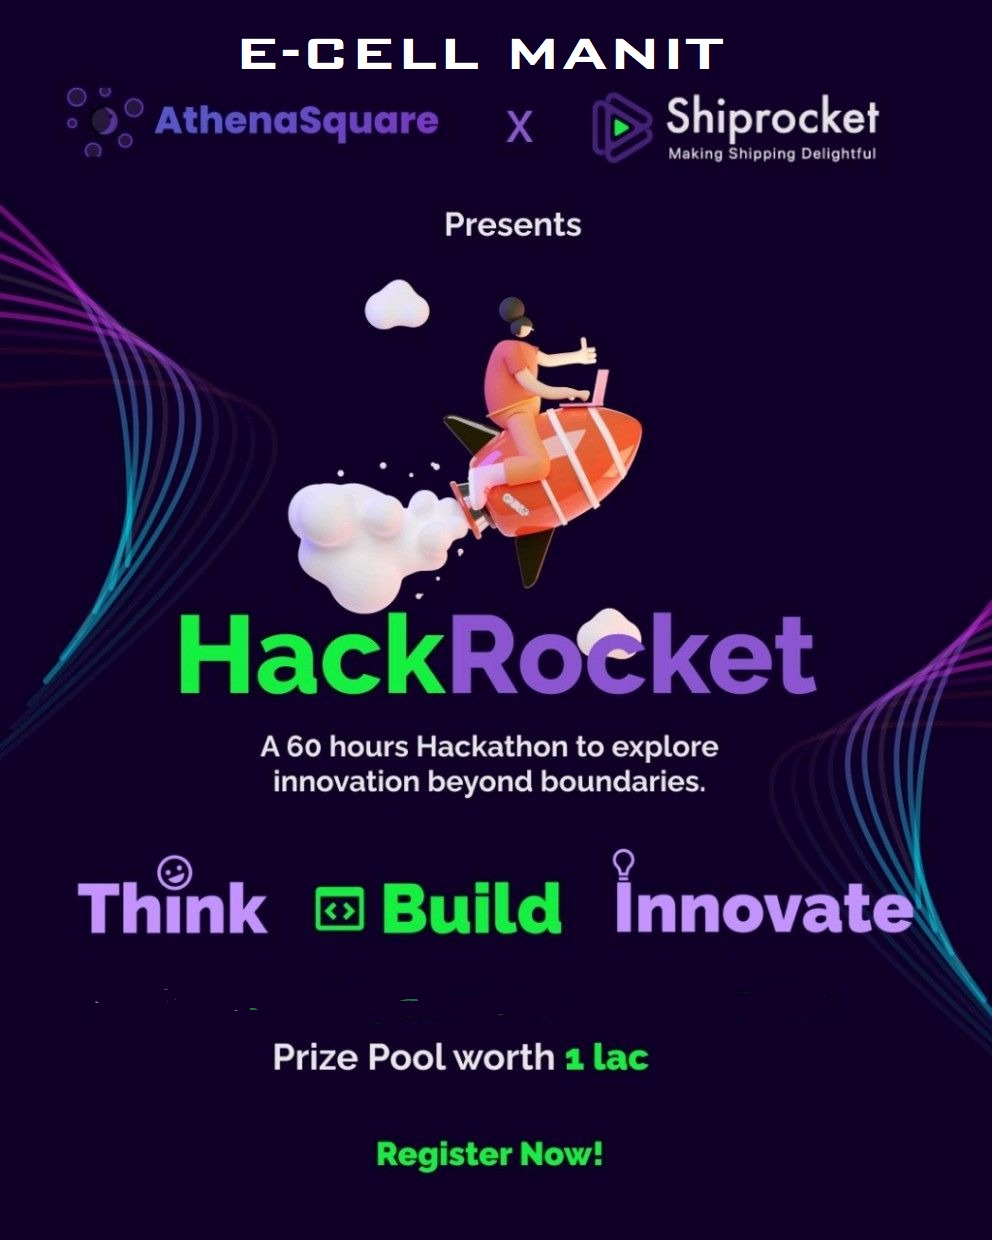 E-CELL MANIT
AthenaSquare X Shiprocket
Making Shipping Delightful
Presents
HackRocket
A 60 hours Hackathon to explore
innovation beyond boundaries.
Think Build Innovate
Prize Pool worth 1 lac
Register Now!